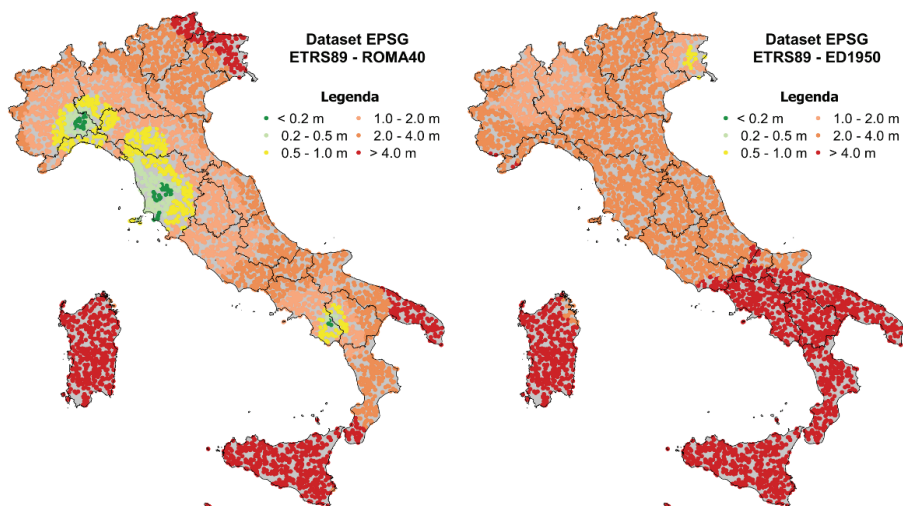 Dataset EPSG
ETRS89 - ROMA40
Legenda
< 0.2 m
1.0 - 2.0 m
0.2 - 0.5 m
2.0 - 4.0 m
0.5 - 1.0 m
> 4.0 m
Dataset EPSG
ETRS89 - ED1950
Legenda
< 0.2 m
1.0 - 2.0 m
0.2 - 0.5 m
2.0 - 4.0 m
0.5 - 1.0 m
> 4.0 m